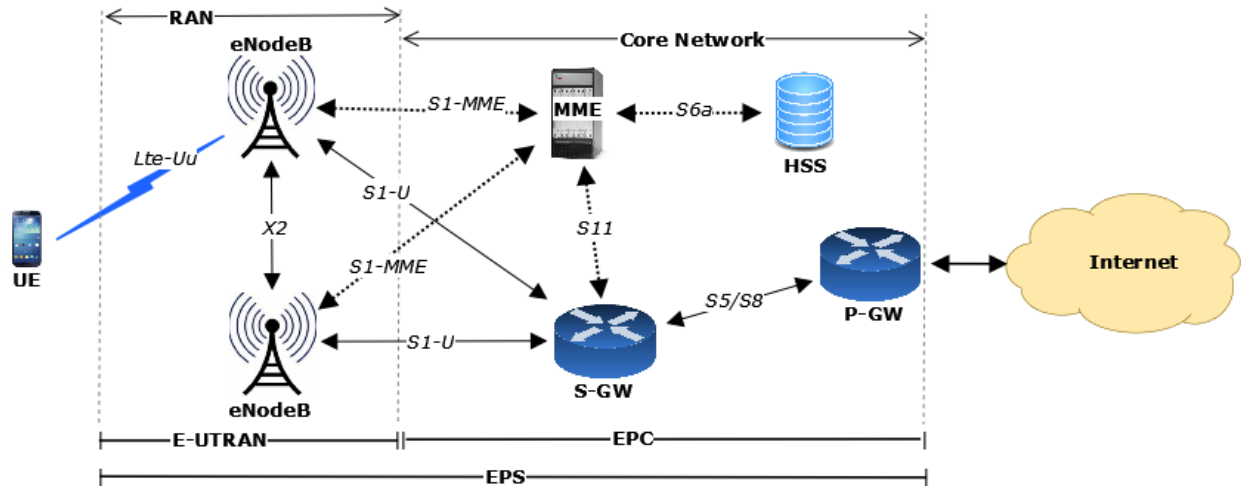 RAN
Core Network
eNodeB
S1-MME
MME
S6a
HSS
Lte-Uu
S1-U
X2
S11
S1-MME
UE
Internet
S5/S8
P-GW
S1-U
S-GW
eNodeB
E-UTRAN
EPC
EPS